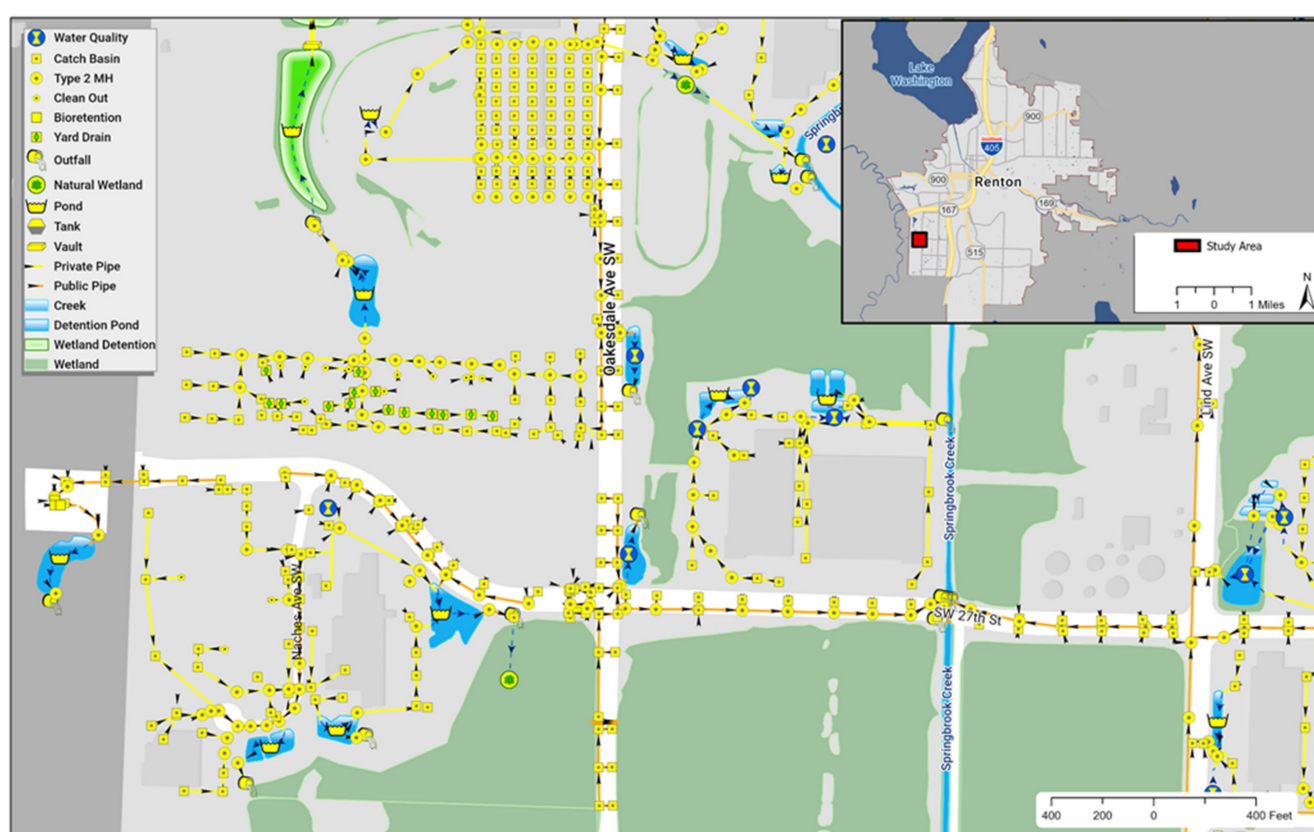 Water Quality
Catch Basin
Type 2 MH
Clean Out
Bioretention
Yard Drain
Outfall
Natural Wetland
Pond
Tank
Vault
Private Pipe
Public Pipe
Creek
Detention Pond
Wetland Detention
Wetland
Oakesdale Ave SW
Springb
Lake
Washington
900
405
900
Renton
169
167
515
Study Area
1 0 1 Miles
N
Lind Ave SW
Springbrook Creek
Naches Ave SW
SW 27th St
Springbrook Creek
400 200 0 400 Feet